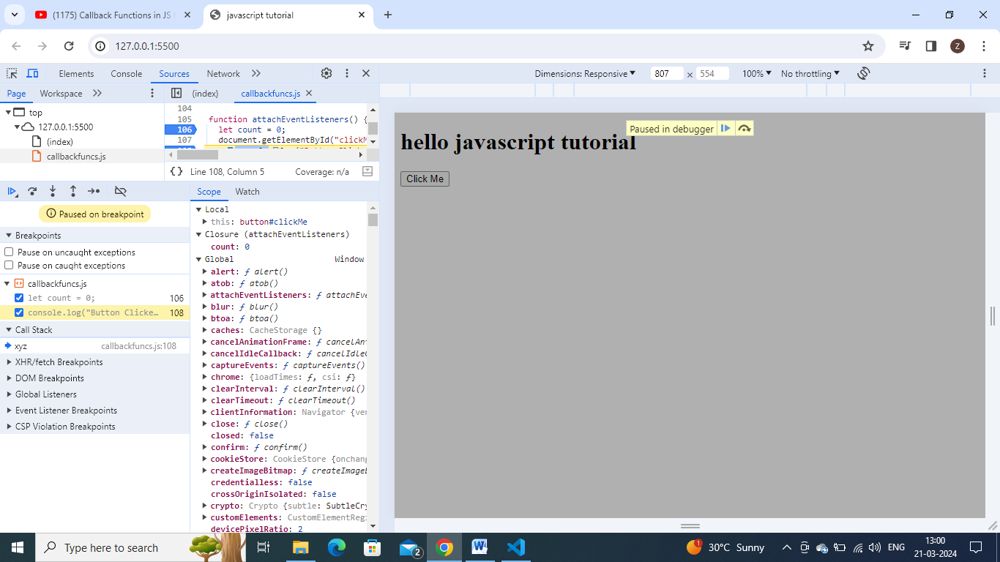 (1175) Callback Functions in JS
javascript tutorial
127.0.0.1:5500
Z
Elements
Console
Sources
Network
Dimensions: Responsive
807
×
554
100%
No throttling
Page
Workspace
(index)
callbackfuncs.js
top
127.0.0.1:5500
(index)
callbackfuncs.js
104
105 function attachEventListeners() {
106 let count = 0;
107 document.getElementById("clickM
{} Line 108, Column 5 Coverage: n/a
Paused on breakpoint
Breakpoints
Pause on uncaught exceptions
Pause on caught exceptions
callbackfuncs.js
let count = 0; 106
console.log("Button Clicke… 108
Call Stack
xyz callbackfuncs.js:108
XHR/fetch Breakpoints
DOM Breakpoints
Global Listeners
Event Listener Breakpoints
CSP Violation Breakpoints
Scope
Watch
Local
this: button#clickMe
Closure (attachEventListeners)
count: 0
Global Window
alert: ƒ alert()
atob: ƒ atob()
attachEventListeners: ƒ attachEve
blur: ƒ blur()
btoa: ƒ btoa()
caches: CacheStorage {}
cancelAnimationFrame: ƒ cancelAni
cancelIdleCallback: ƒ cancelIdleC
captureEvents: ƒ captureEvents()
chrome: {loadTimes: ƒ, csi: ƒ}
clearInterval: ƒ clearInterval()
clearTimeout: ƒ clearTimeout()
clientInformation: Navigator {ver
close: ƒ close()
closed: false
confirm: ƒ confirm()
cookieStore: CookieStore {onchang
createImageBitmap: ƒ createImageB
credentialless: false
crossOriginIsolated: false
crypto: Crypto {subtle: SubtleCry
customElements: CustomElementRegi
devicePixelRatio: 2
Paused in debugger
hello javascript tutorial
Click Me
Type here to search
2
1
30°C Sunny
ENG
13:00
21-03-2024